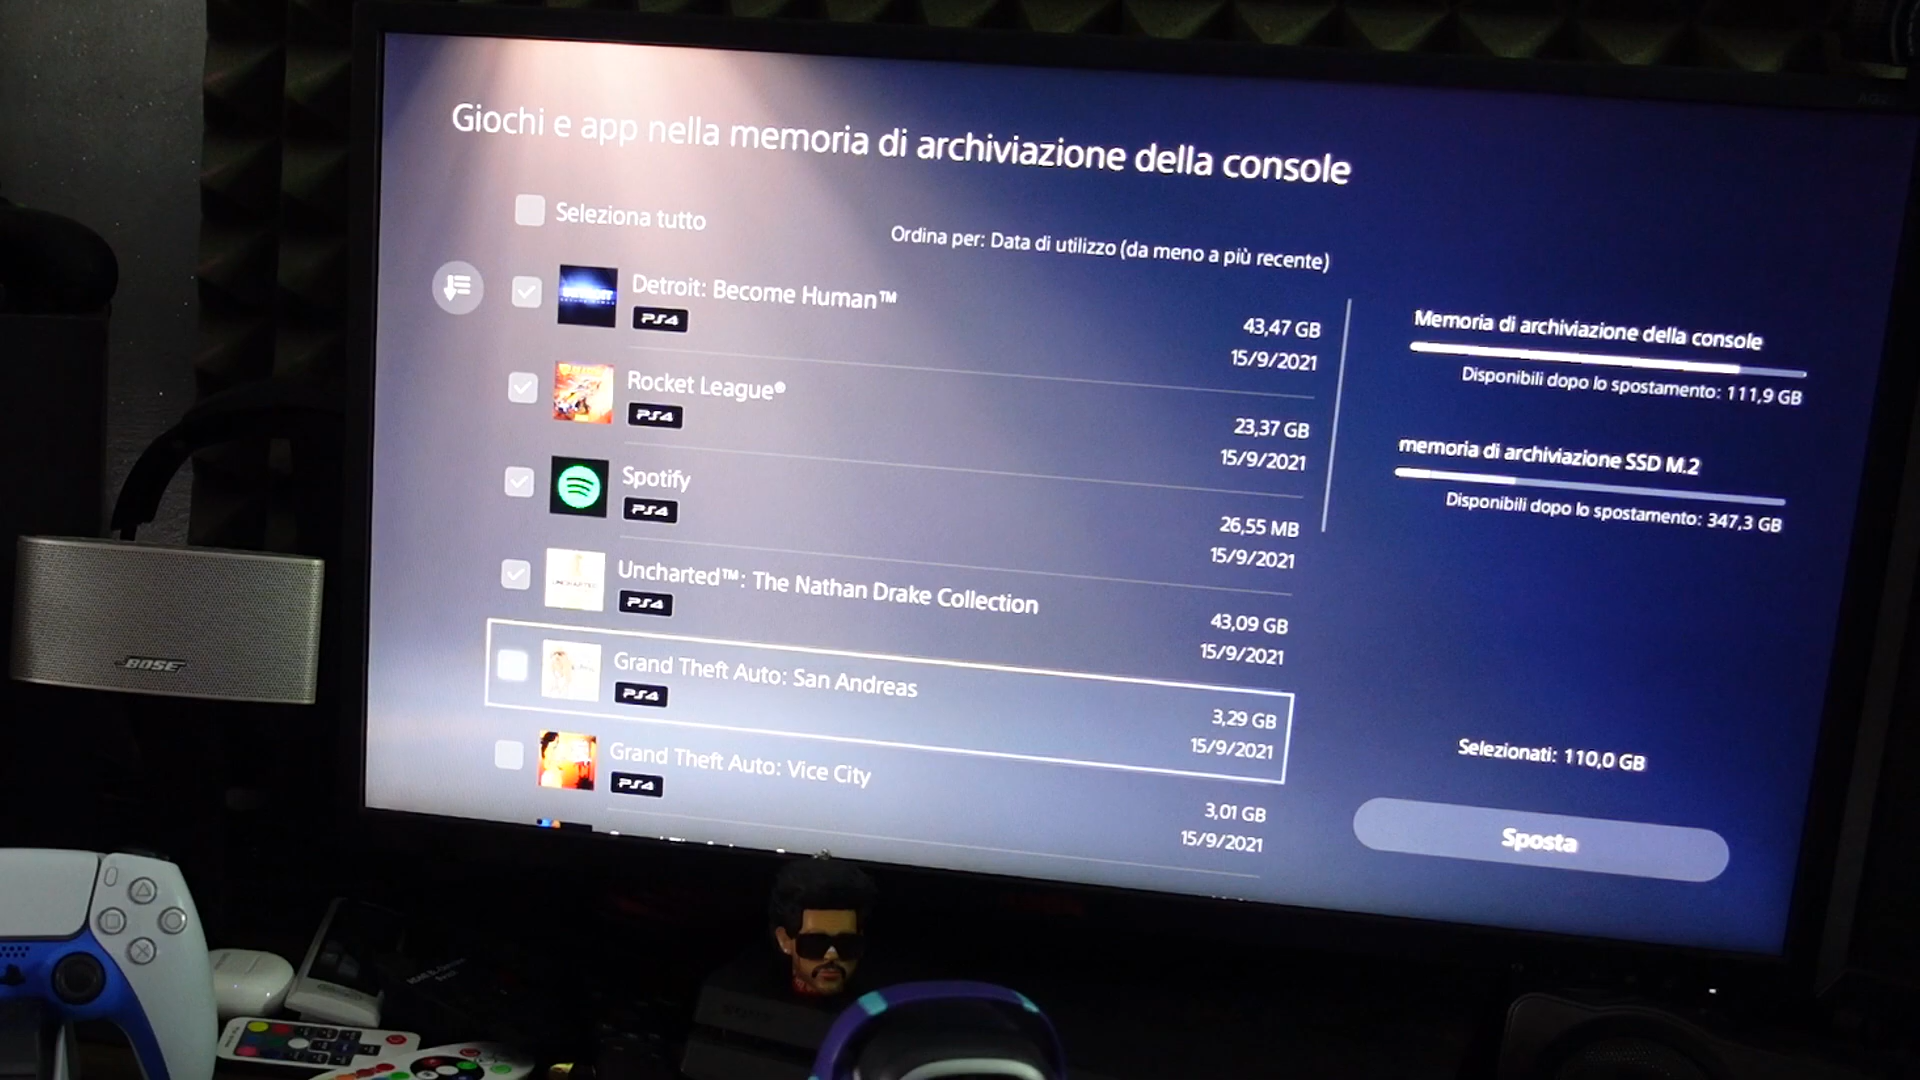 Giochi e app nella memoria di archiviazione della console
Seleziona tutto
Ordina per: Data di utilizzo (da meno a più recente)
Detroit: Become Human™
PS4
43,47 GB
15/9/2021
Rocket League®
PS4
23,37 GB
15/9/2021
Spotify
PS4
26,55 MB
15/9/2021
Uncharted™: The Nathan Drake Collection
PS4
43,09 GB
15/9/2021
Grand Theft Auto: San Andreas
PS4
3,29 GB
15/9/2021
Grand Theft Auto: Vice City
PS4
3,01 GB
15/9/2021
Memoria di archiviazione della console
Disponibili dopo lo spostamento: 111,9 GB
memoria di archiviazione SSD M.2
Disponibili dopo lo spostamento: 347,3 GB
Selezionati: 110,0 GB
Sposta
BOSE